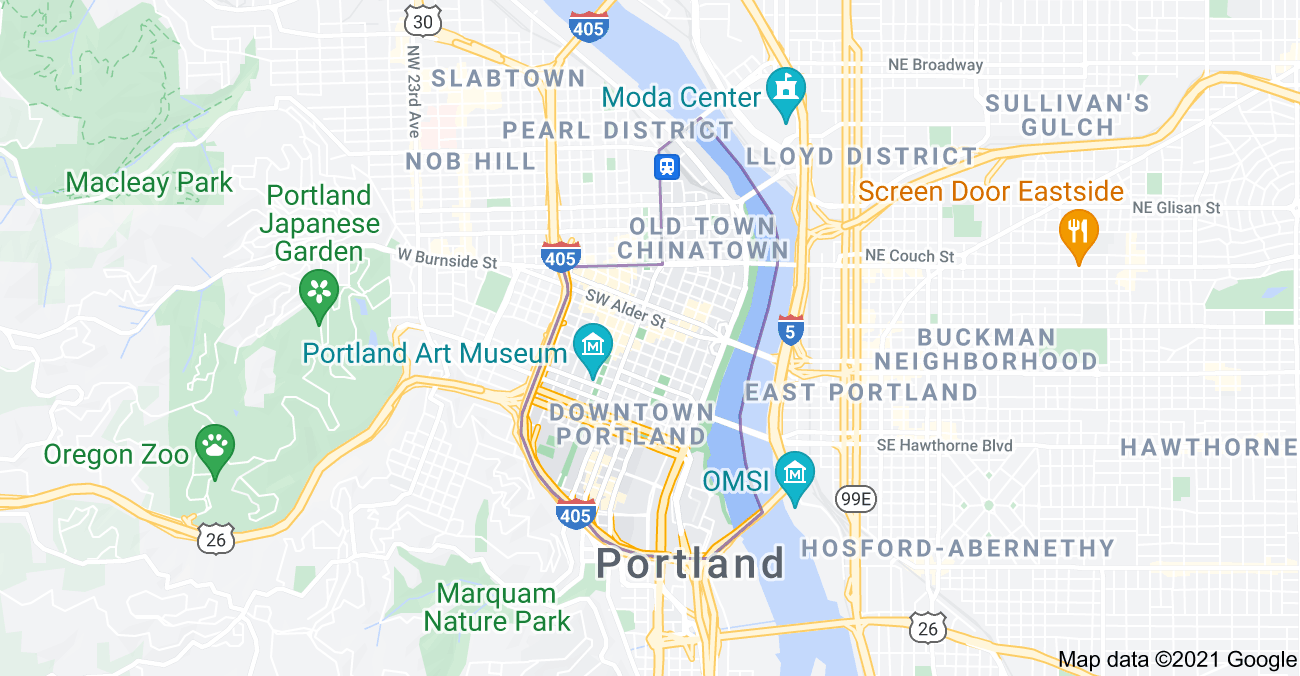 30
405
NW 23rd Ave
SLABTOWN
NE Broadway
Moda Center
SULLIVAN'S
GULCH
PEARL DISTRICT
NOB HILL
LLOYD DISTRICT
Macleay Park
Portland
Japanese
Garden
Screen Door Eastside
NE Glisan St
OLD TOWN
CHINATOWN
W Burnside St
405
NE Couch St
SW Alder St
5
BUCKMAN
NEIGHBORHOOD
Portland Art Museum
M
EAST PORTLAND
DOWNTOWN
PORTLAND
Oregon Zoo
SE Hawthorne Blvd
HAWTHORNE
OMSI
M
99E
405
26
HOSFORD-ABERNETHY
Portland
Marquam
Nature Park
26
Map data ©2021 Google